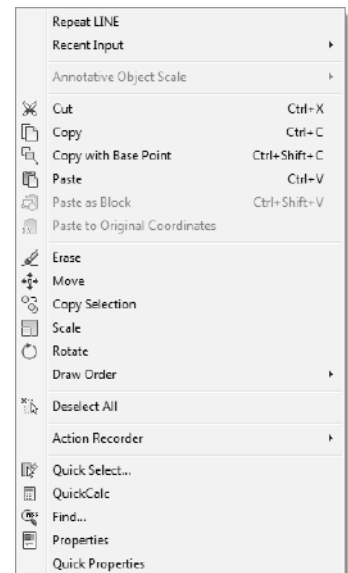 Repeat LINE
Recent Input
Annotative Object Scale
Cut Ctrl+X
Copy Ctrl+C
Copy with Base Point Ctrl+Shift+C
Paste Ctrl+V
Paste as Block Ctrl+Shift+V
Paste to Original Coordinates
Erase
Move
Copy Selection
Scale
Rotate
Draw Order
Deselect All
Action Recorder
Quick Select...
QuickCalc
Find...
Properties
Quick Properties